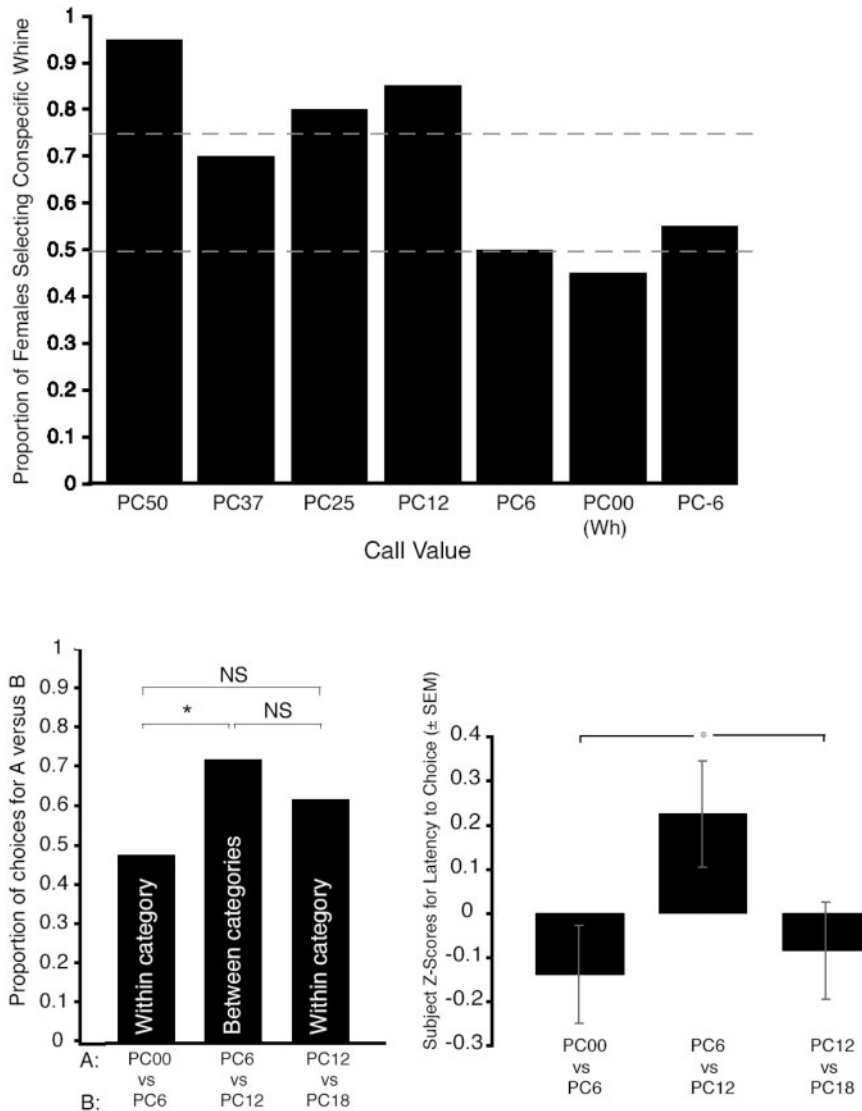 Proportion of Females Selecting Conspecific Whine
1
0.9
0.8
0.7
0.6
0.5
0.4
0.3
0.2
0.1
0
PC50 PC37 PC25 PC12 PC6 PC00 PC-6
(Wh)
Call Value
Proportion of choices for A versus B
1
0.9
0.8
0.7
0.6
0.5
0.4
0.3
0.2
0.1
0
NS
* NS
Within category
Between categories
Within category
A: PC00 PC6 PC12
vs vs vs
B: PC6 PC12 PC18
Subject Z-Scores for Latency to Choice (± SEM)
0.4
0.3
0.2
0.1
0
-0.1
-0.2
-0.3
*
PC00 PC6 PC12
vs vs vs
PC6 PC12 PC18